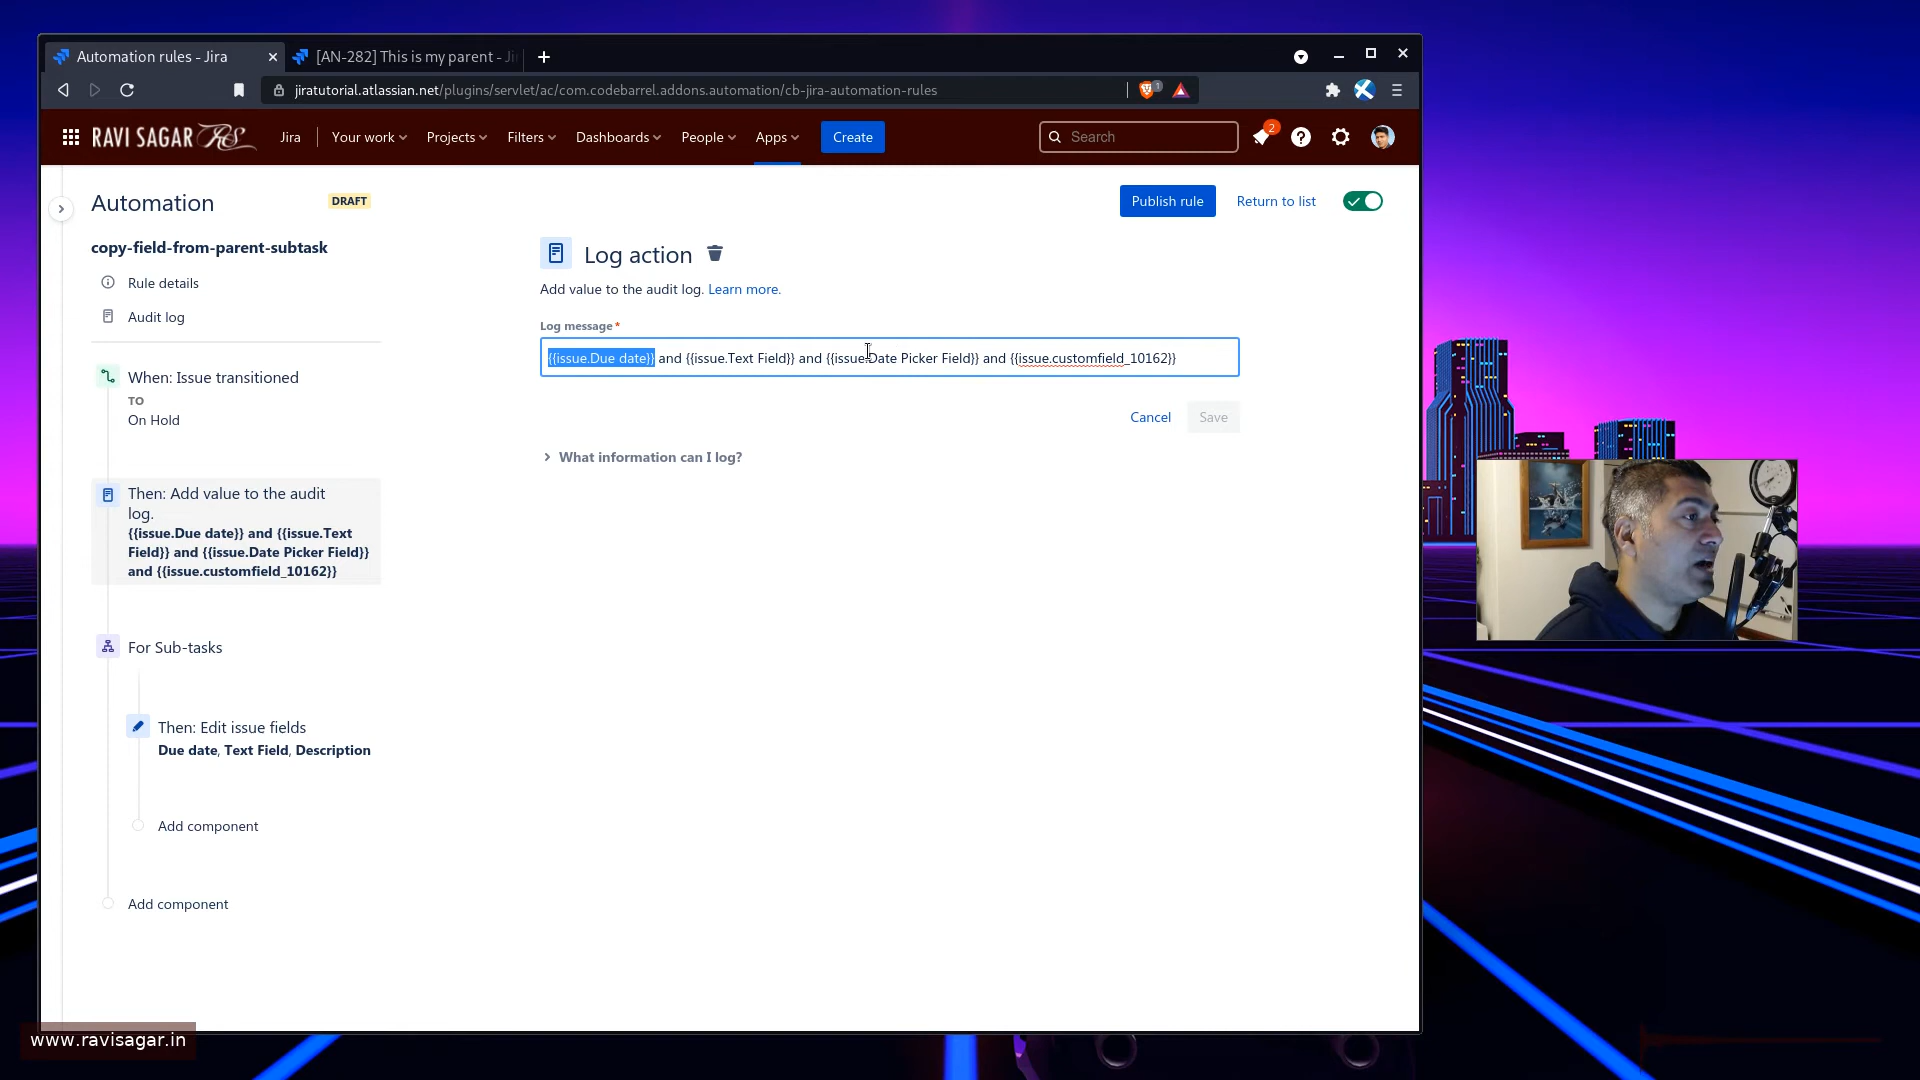 Automation rules - Jira
[AN-282] This is my parent - Ji
jiratutorial.atlassian.net/plugins/servlet/ac/com.codebarrel.addons.automation/cb-jira-automation-rules
1
RAVI SAGAR RS
Jira
Your work
Projects
Filters
Dashboards
People
Apps
Create
Search
2
Automation
DRAFT
Publish rule
Return to list
copy-field-from-parent-subtask
Rule details
Audit log
When: Issue transitioned
TO
On Hold
Then: Add value to the audit
log.
{{issue.Due date}} and {{issue.Text
Field}} and {{issue.Date Picker Field}}
and {{issue.customfield_10162}}
For Sub-tasks
Then: Edit issue fields
Due date, Text Field, Description
Add component
Add component
Log action
Add value to the audit log. Learn more.
Log message*
{{issue.Due date}} and {{issue.Text Field}} and {{issue.Date Picker Field}} and {{issue.customfield_10162}}
Cancel
Save
What information can I log?
www.ravisagar.in